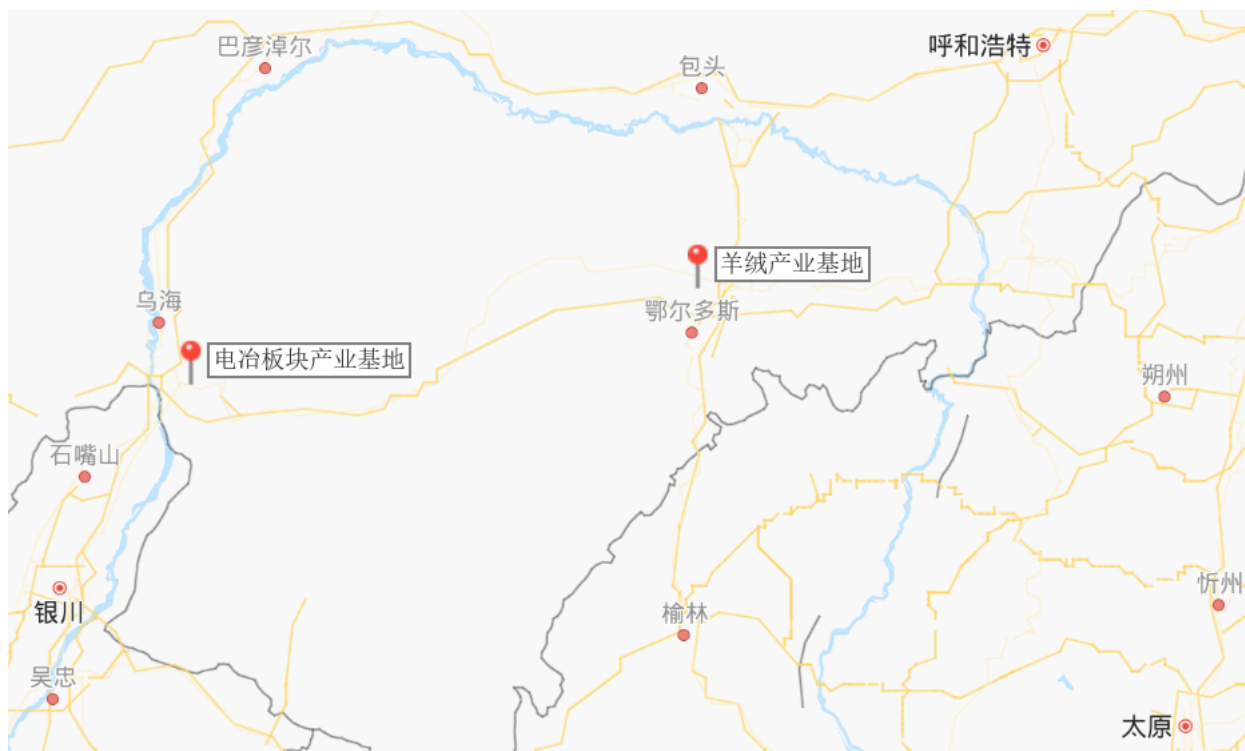 巴彦淖尔
呼和浩特
包头
羊绒产业基地
乌海
鄂尔多斯
电冶板块产业基地
朔州
石嘴山
忻州
银川
榆林
吴忠
太原